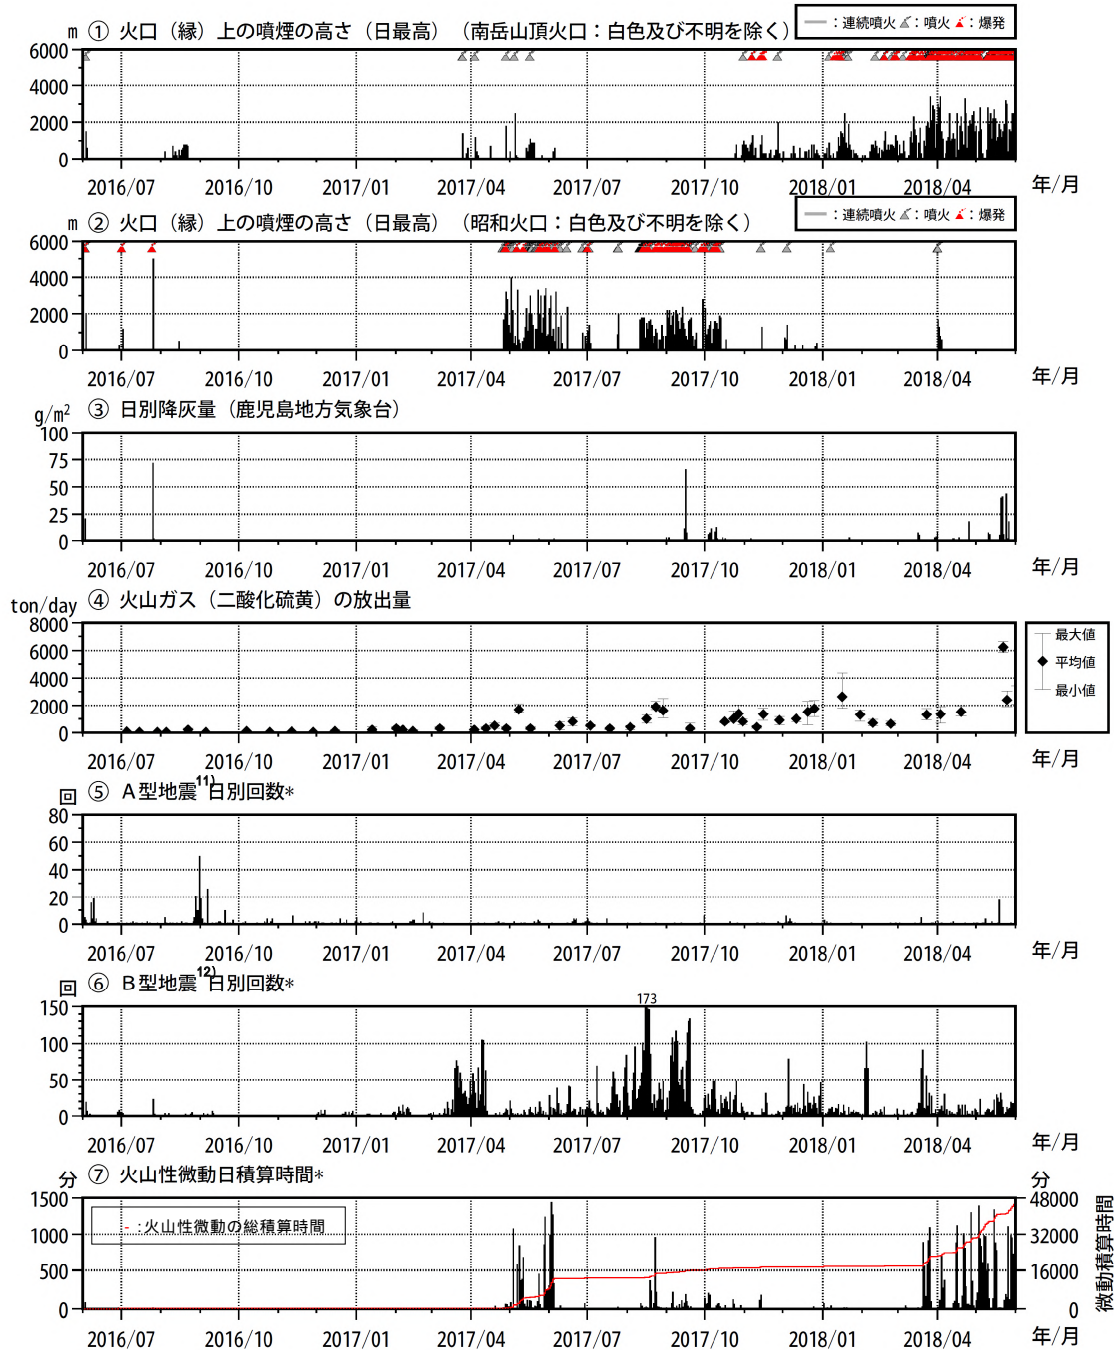 m ① 火口（縁）上の噴煙の高さ（日最高）（南岳山頂火口：白色及び不明を除く）
：連続噴火 ：噴火 ：爆発
6000
4000
2000
0
2016/07 2016/10 2017/01 2017/04 2017/07 2017/10 2018/01 2018/04 年/月
m ② 火口（縁）上の噴煙の高さ（日最高）（昭和火口：白色及び不明を除く）
：連続噴火 ：噴火 ：爆発
6000
4000
2000
0
2016/07 2016/10 2017/01 2017/04 2017/07 2017/10 2018/01 2018/04 年/月
g/m² ③ 日別降灰量（鹿児島地方気象台）
100
75
50
25
0
2016/07 2016/10 2017/01 2017/04 2017/07 2017/10 2018/01 2018/04 年/月
ton/day ④ 火山ガス（二酸化硫黄）の放出量
8000
6000
4000
2000
0
最大値
平均値
最小値
2016/07 2016/10 2017/01 2017/04 2017/07 2017/10 2018/01 2018/04 年/月
回 ⑤ Ａ型地震11)日別回数*
80
60
40
20
0
2016/07 2016/10 2017/01 2017/04 2017/07 2017/10 2018/01 2018/04 年/月
回 ⑥ Ｂ型地震12)日別回数*
173
150
100
50
0
2016/07 2016/10 2017/01 2017/04 2017/07 2017/10 2018/01 2018/04 年/月
分 ⑦ 火山性微動日積算時間* 分
1500 48000
1000 32000
500 16000
0 0
：火山性微動の総積算時間
微動積算時間
2016/07 2016/10 2017/01 2017/04 2017/07 2017/10 2018/01 2018/04 年/月